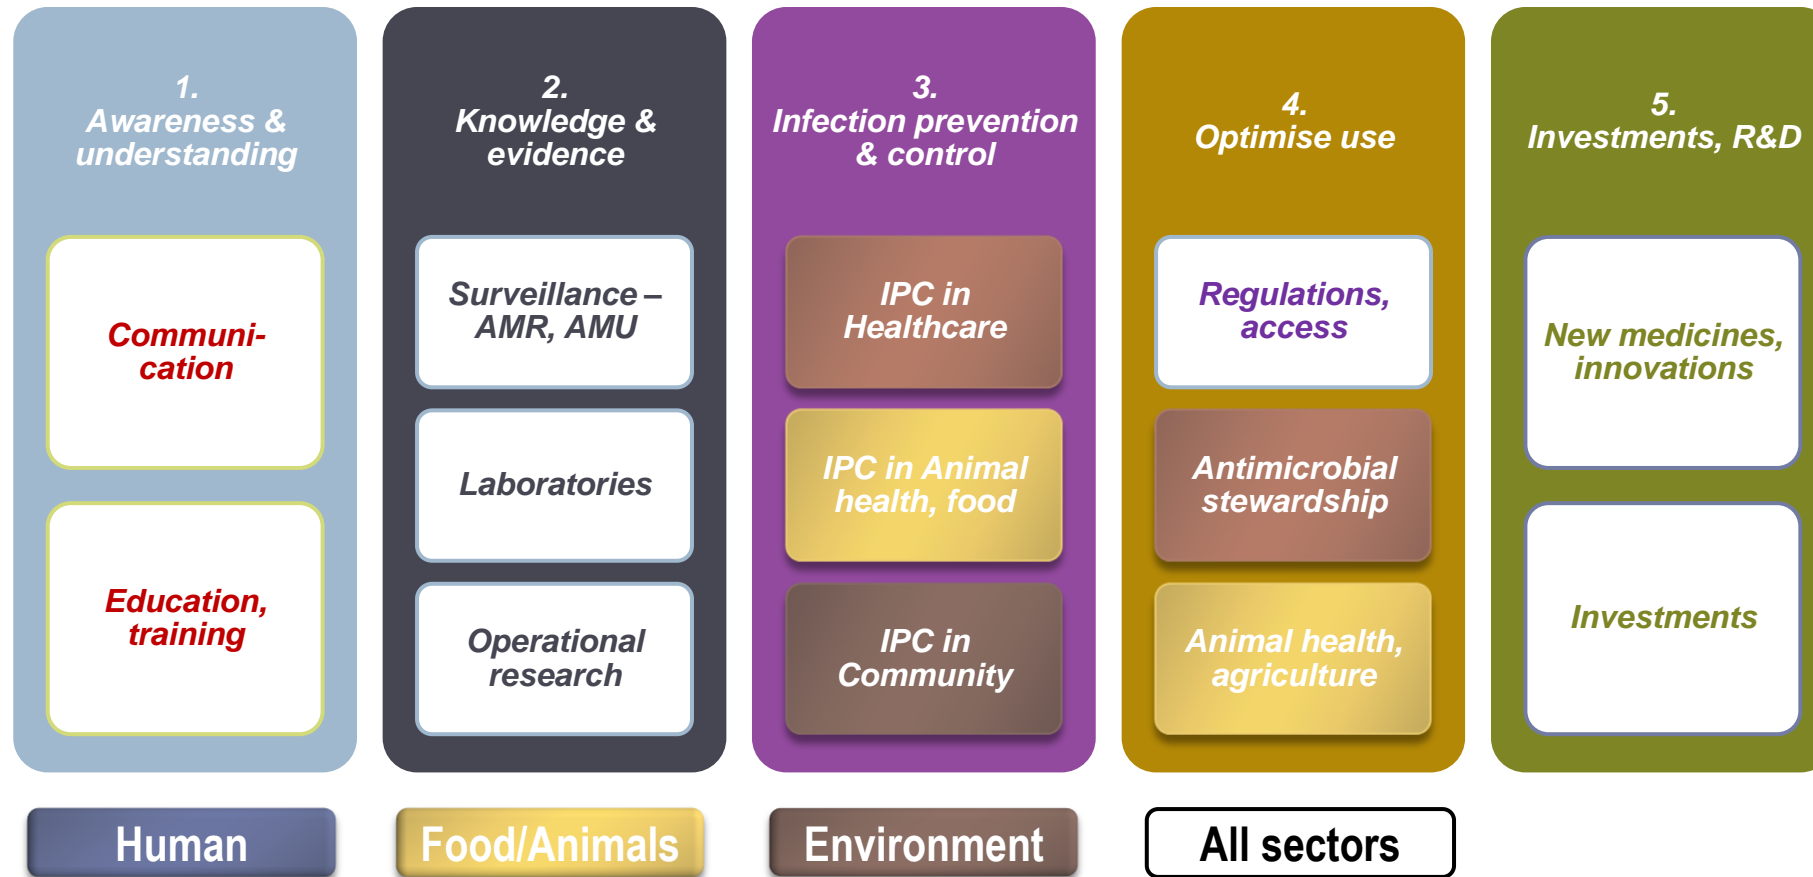 1.
Awareness &
understanding
Communi-
cation
Education,
training
2.
Knowledge &
evidence
Surveillance –
AMR, AMU
Laboratories
Operational
research
3.
Infection prevention
& control
IPC in
Healthcare
IPC in Animal
health, food
IPC in
Community
4.
Optimise use
Regulations,
access
Antimicrobial
stewardship
Animal health,
agriculture
5.
Investments, R&D
New medicines,
innovations
Investments
Human
Food/Animals
Environment
All sectors